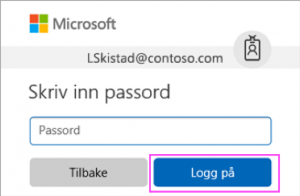 Microsoft
LSkistad@contoso.com
Skriv inn passord
Passord
Tilbake
Logg på